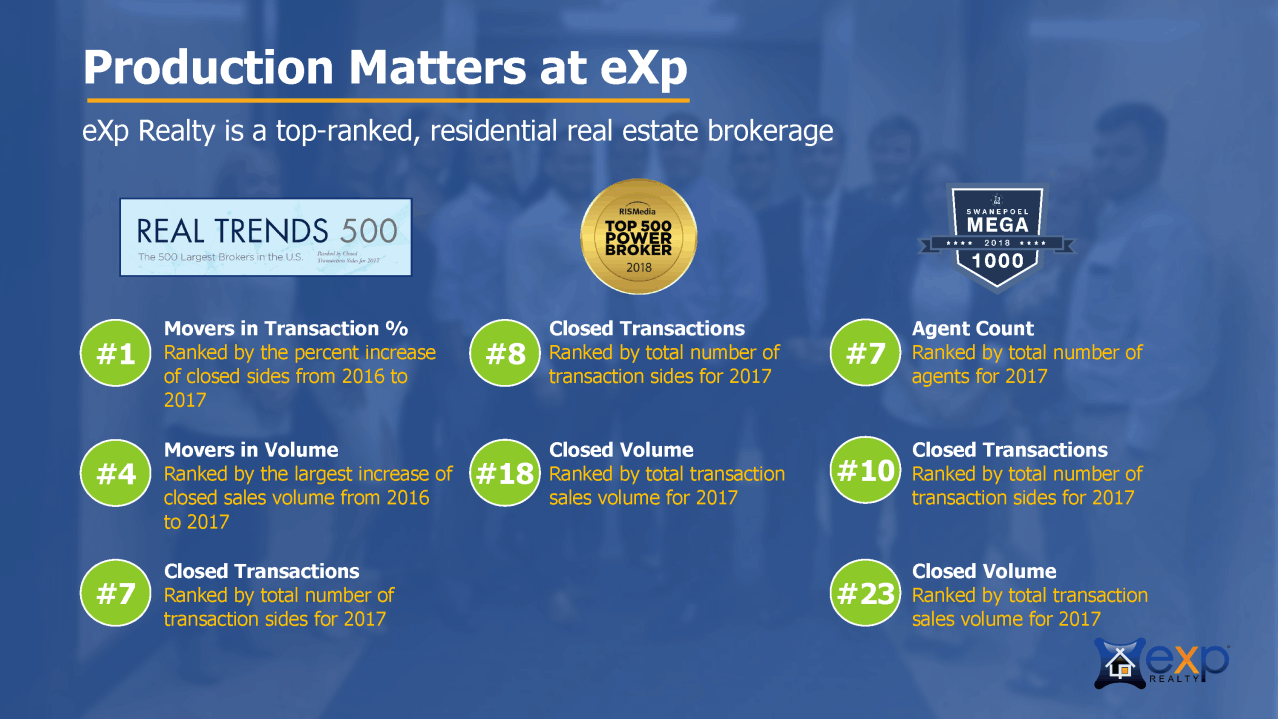 Production Matters at eXp
eXp Realty is a top-ranked, residential real estate brokerage
REAL TRENDS 500
The 500 Largest Brokers in the U.S.
Ranked by Closed
Transaction Sides for 2017
#1
Movers in Transaction %
Ranked by the percent increase
of closed sides from 2016 to
2017
#4
Movers in Volume
Ranked by the largest increase of
closed sales volume from 2016
to 2017
#7
Closed Transactions
Ranked by total number of
transaction sides for 2017
RISMedia
TOP 500
POWER
BROKER
2018
#8
Closed Transactions
Ranked by total number of
transaction sides for 2017
#18
Closed Volume
Ranked by total transaction
sales volume for 2017
SWANEPOEL
MEGA
2018
1000
#7
Agent Count
Ranked by total number of
agents for 2017
#10
Closed Transactions
Ranked by total number of
transaction sides for 2017
#23
Closed Volume
Ranked by total transaction
sales volume for 2017
exp
REALTY